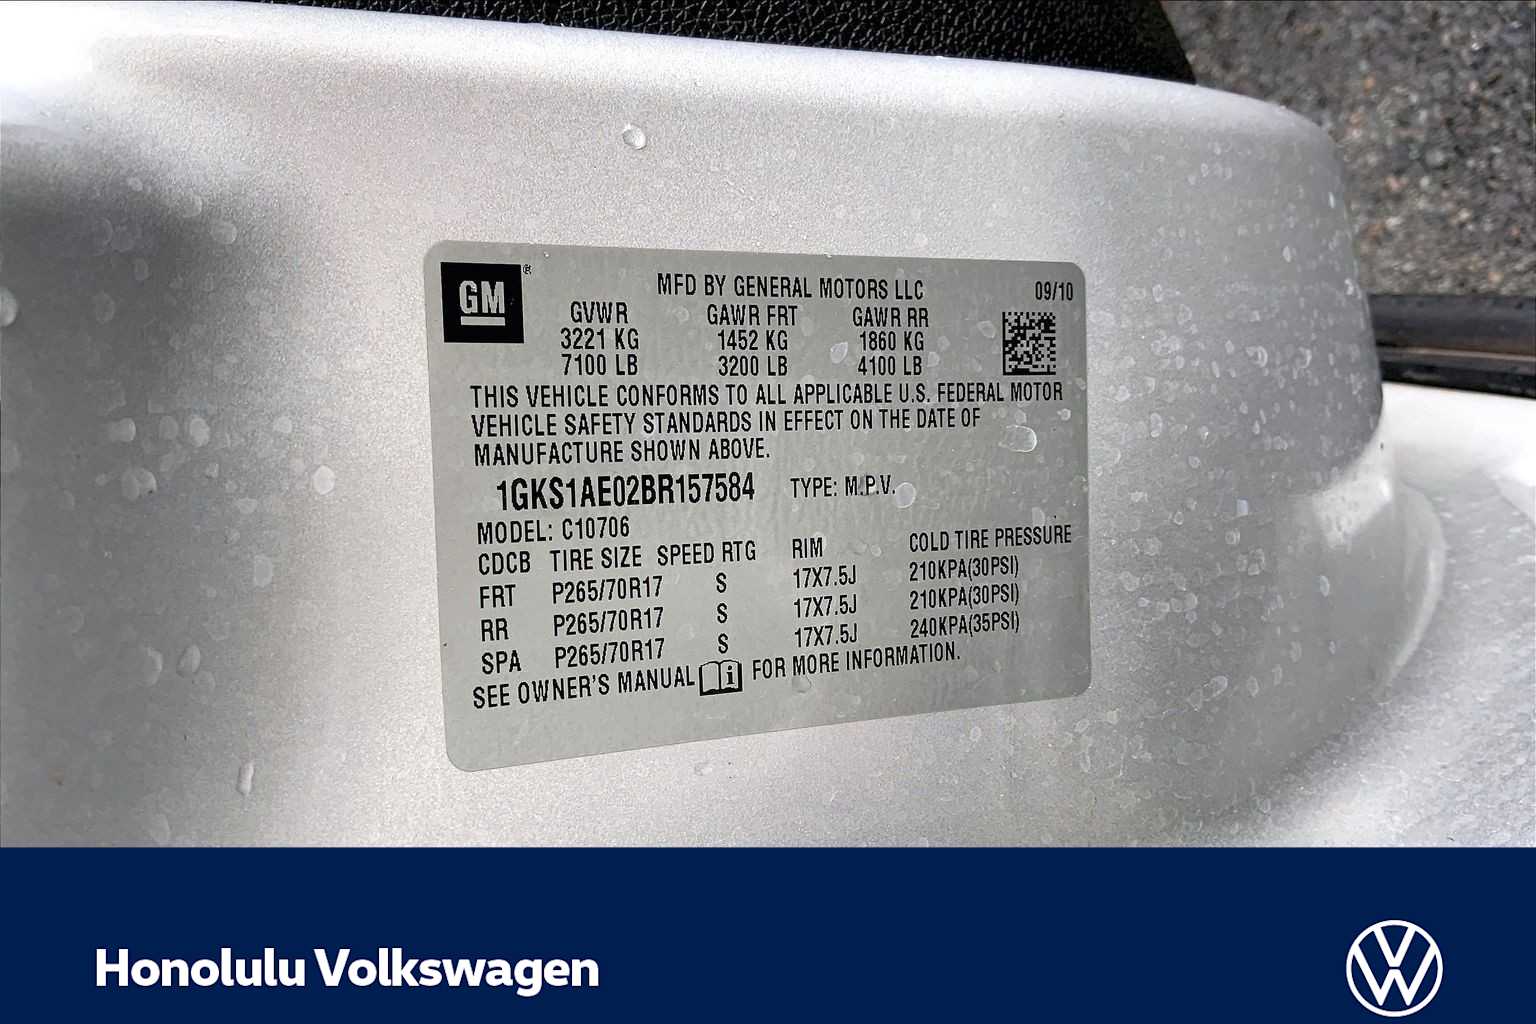 GM®
MFD BY GENERAL MOTORS LLC 09/10
GVWR GAWR FRT GAWR RR
3221 KG 1452 KG 1860 KG
7100 LB 3200 LB 4100 LB
THIS VEHICLE CONFORMS TO ALL APPLICABLE U.S. FEDERAL MOTOR
VEHICLE SAFETY STANDARDS IN EFFECT ON THE DATE OF
MANUFACTURE SHOWN ABOVE.
1GKS1AE02BR157584 TYPE: M.P.V.
MODEL: C10706
CDCB TIRE SIZE SPEED RTG RIM COLD TIRE PRESSURE
FRT P265/70R17 S 17X7.5J 210KPA(30PSI)
RR P265/70R17 S 17X7.5J 210KPA(30PSI)
SPA P265/70R17 S 17X7.5J 240KPA(35PSI)
SEE OWNER'S MANUAL FOR MORE INFORMATION.
Honolulu Volkswagen